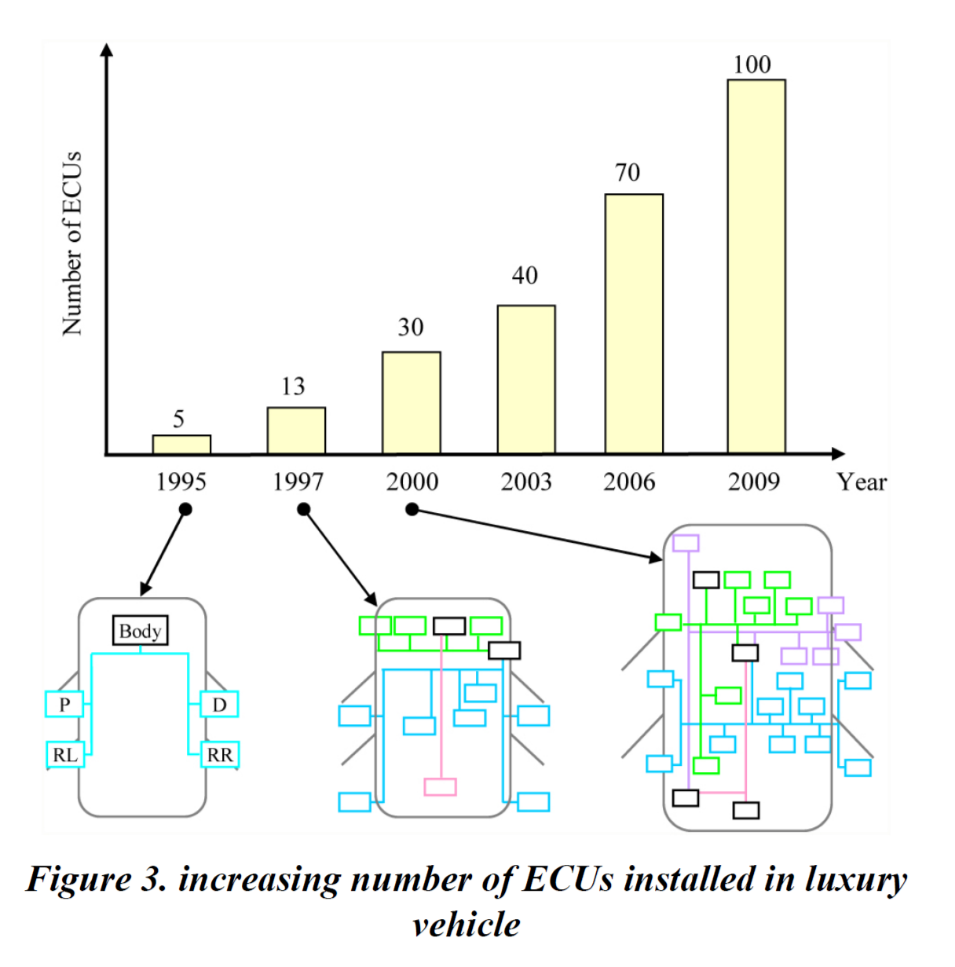 100
70
40
30
13
5
Number of ECUs
1995 1997 2000 2003 2006 2009 Year
Body
P D
RL RR
Figure 3. increasing number of ECUs installed in luxury
vehicle